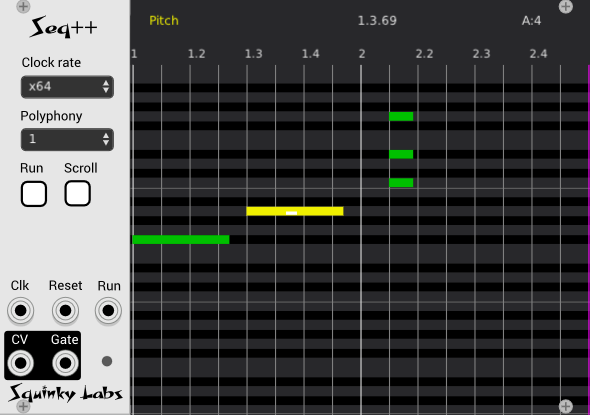 Seq++
Pitch 1.3.69 A:4
1 1.2 1.3 1.4 2 2.2 2.3 2.4
Clock rate
x64
Polyphony
1
Run Scroll
Clk Reset Run
CV Gate
Squinky Labs